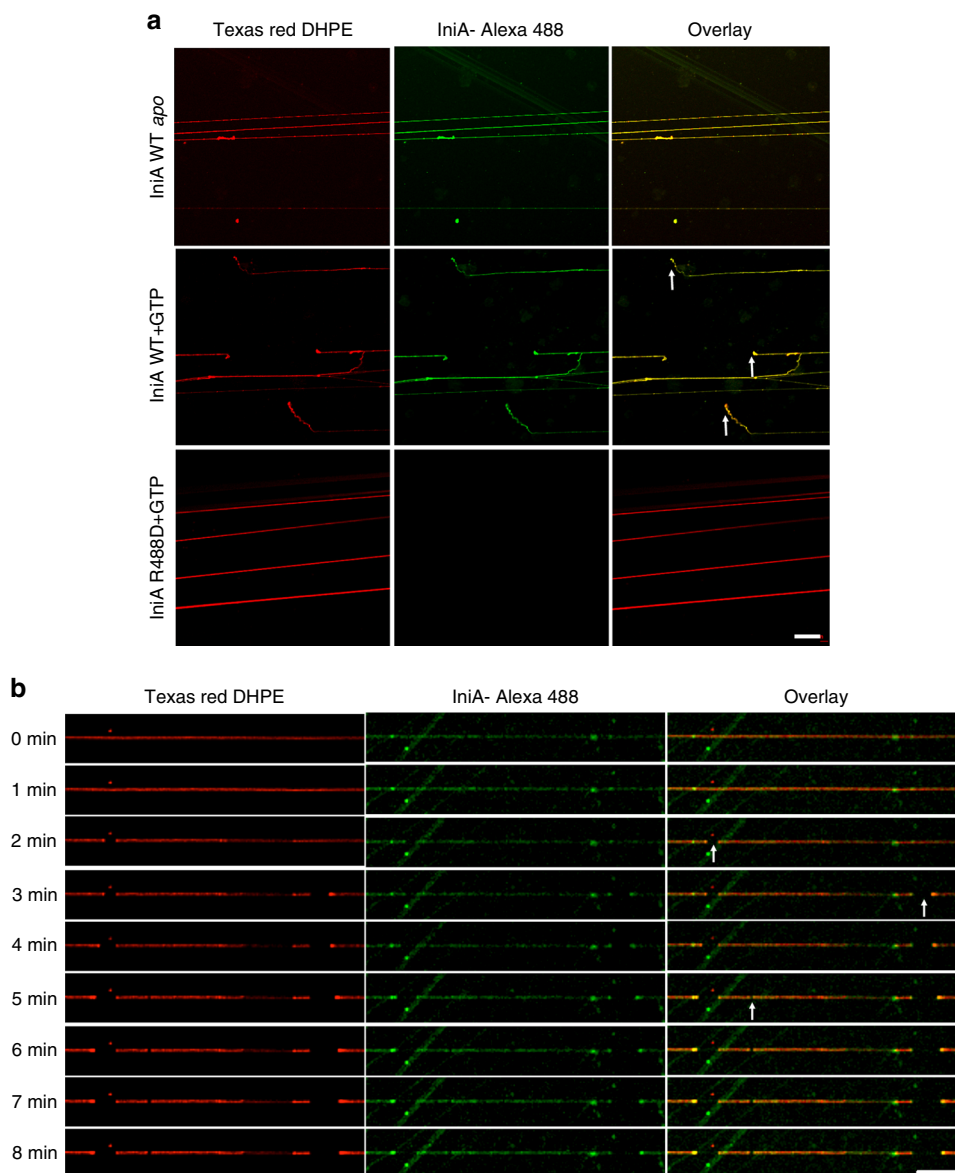 a
Texas red DHPE IniA- Alexa 488 Overlay
IniA WT apo
IniA WT+GTP
IniA R488D+GTP
b
Texas red DHPE IniA- Alexa 488 Overlay
0 min
1 min
2 min
3 min
4 min
5 min
6 min
7 min
8 min